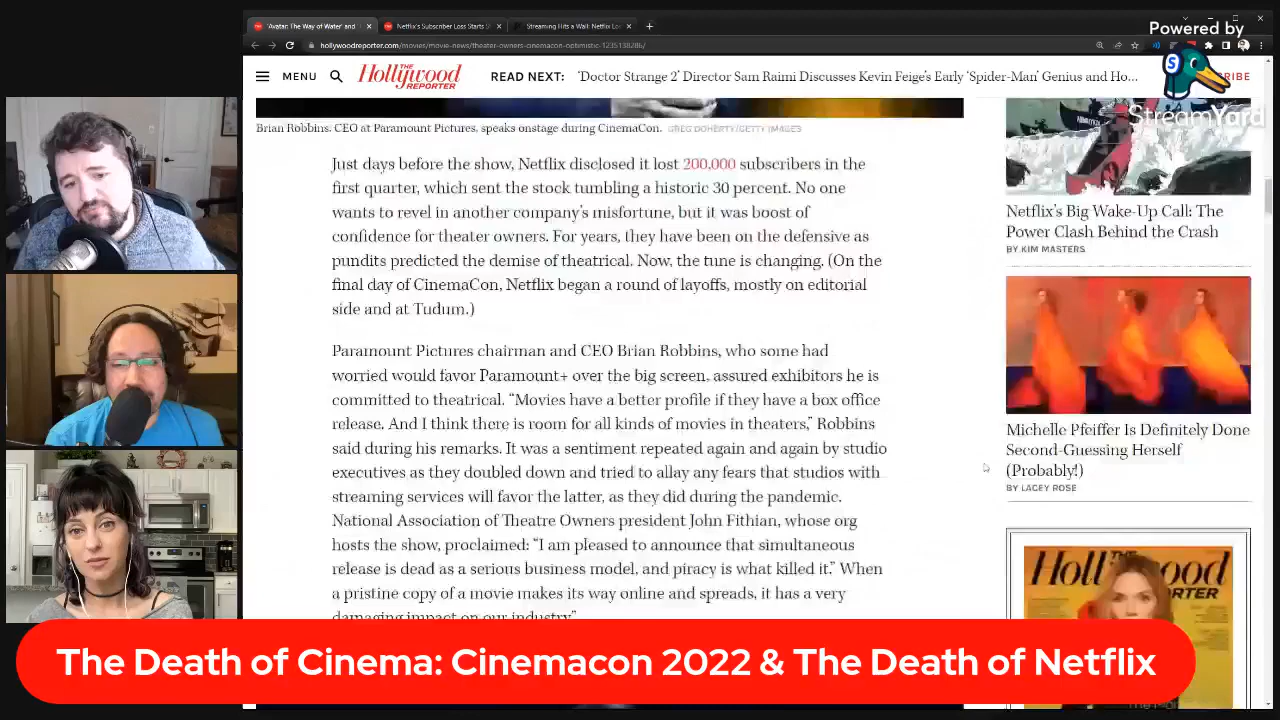 'Avatar: The Way of Water' and
Netflix's Subscriber Loss Starts S
Streaming Hits a Wall: Netflix Lo
Powered by
StreamYard
hollywoodreporter.com/movies/movie-news/theater-owners-cinemacon-optimistic-1235138286/
MENU
THE
Hollywood
REPORTER
READ NEXT: 'Doctor Strange 2' Director Sam Raimi Discusses Kevin Feige's Early 'Spider-Man' Genius and Ho...
Brian Robbins, CEO at Paramount Pictures, speaks onstage during CinemaCon. GREG DOHERTY/GETTY IMAGES
Just days before the show, Netflix disclosed it lost 200,000 subscribers in the
first quarter, which sent the stock tumbling a historic 30 percent. No one
wants to revel in another company's misfortune, but it was boost of
confidence for theater owners. For years, they have been on the defensive as
pundits predicted the demise of theatrical. Now, the tune is changing. (On the
final day of CinemaCon, Netflix began a round of layoffs, mostly on editorial
side and at Tudum.)
Paramount Pictures chairman and CEO Brian Robbins, who some had
worried would favor Paramount+ over the big screen, assured exhibitors he is
committed to theatrical. “Movies have a better profile if they have a box office
release. And I think there is room for all kinds of movies in theaters,” Robbins
said during his remarks. It was a sentiment repeated again and again by studio
executives as they doubled down and tried to allay any fears that studios with
streaming services will favor the latter, as they did during the pandemic.
National Association of Theatre Owners president John Fithian, whose org
hosts the show, proclaimed: “I am pleased to announce that simultaneous
release is dead as a serious business model, and piracy is what killed it.” When
a pristine copy of a movie makes its way online and spreads, it has a very
damaging impact on our industry.”
Netflix's Big Wake-Up Call: The
Power Clash Behind the Crash
BY KIM MASTERS
Michelle Pfeiffer Is Definitely Done
Second-Guessing Herself
(Probably!)
BY LACEY ROSE
THE
Hollywood
REPORTER
The Death of Cinema: Cinemacon 2022 & The Death of Netflix